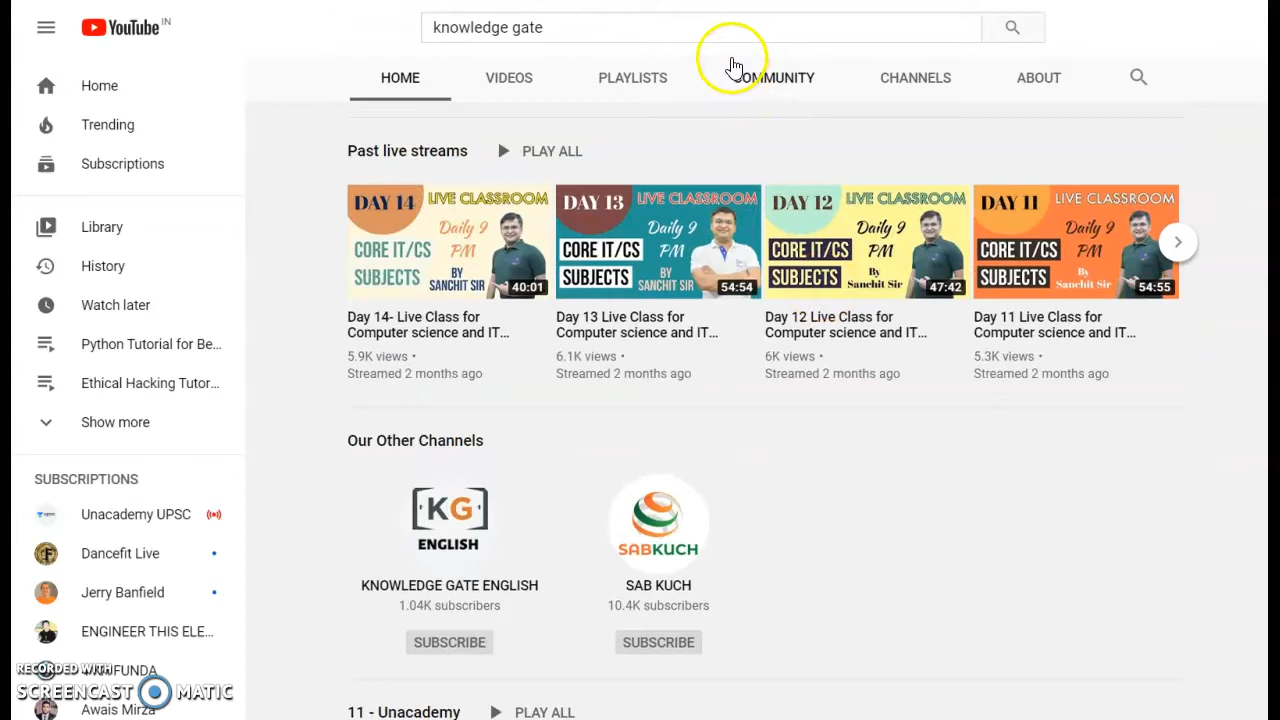 YouTube IN
knowledge gate
HOME VIDEOS PLAYLISTS COMMUNITY CHANNELS ABOUT
Home
Trending
Subscriptions
Library
History
Watch later
Python Tutorial for Be...
Ethical Hacking Tutor...
Show more
SUBSCRIPTIONS
Unacademy UPSC
Dancefit Live
Jerry Banfield
ENGINEER THIS ELE...
Awais Mirza
RECORDED WITH
SCREENCAST MATIC
Past live streams PLAY ALL
DAY 14 LIVE CLASSROOM
Daily 9
PM
CORE IT/CS
SUBJECTS
BY
SANCHIT SIR
40:01
Day 14- Live Class for
Computer science and IT...
5.9K views •
Streamed 2 months ago
DAY 13 LIVE CLASSROOM
Daily 9
PM
CORE IT/CS
SUBJECTS
BY
SANCHIT SIR
54:54
Day 13 Live Class for
Computer science and IT...
6.1K views •
Streamed 2 months ago
DAY 12 LIVE CLASSROOM
Daily 9
PM
CORE IT/CS
SUBJECTS
By
Sanchit Sir
47:42
Day 12 Live Class for
Computer science and IT...
6K views •
Streamed 2 months ago
DAY 11 LIVE CLASSROOM
Daily 9
PM
CORE IT/CS
SUBJECTS
By
Sanchit Sir
54:55
Day 11 Live Class for
Computer science and IT...
5.3K views •
Streamed 2 months ago
Our Other Channels
KG
ENGLISH
KNOWLEDGE GATE ENGLISH
1.04K subscribers
SUBSCRIBE
SABKUCH
SAB KUCH
10.4K subscribers
SUBSCRIBE
11 - Unacademy PLAY ALL